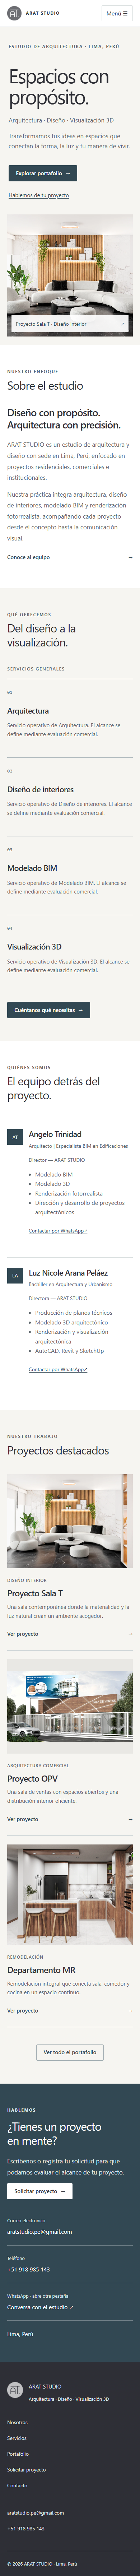 AT ARTD STUDIO
Menú ☰
ESTUDIO DE ARQUITECTURA · LIMA, PERÚ
Espacios con
propósito.
Arquitectura · Diseño · Visualización 3D
Transformamos tus ideas en espacios que
conectan la forma, la luz y tu manera de vivir.
Explorar portafolio →
Hablemos de tu proyecto
Proyecto Sala T · Diseño interior ↗
NUESTRO ENFOQUE
Sobre el estudio
Diseño con propósito.
Arquitectura con precisión.
ARTD STUDIO es un estudio de arquitectura y
diseño con sede en Lima, Perú, enfocado en
proyectos residenciales, comerciales e
institucionales.
Nuestra práctica integra arquitectura, diseño
de interiores, modelado BIM y renderización
fotorrealista, acompañando cada proyecto
desde el concepto hasta la comunicación
visual.
Conoce al equipo →
QUÉ OFRECEMOS
Del diseño a la
visualización.
SERVICIOS GENERALES
01
Arquitectura
Servicio operativo de Arquitectura. El alcance se
define mediante evaluación comercial.
02
Diseño de interiores
Servicio operativo de Diseño de interiores. El alcance
se define mediante evaluación comercial.
03
Modelado BIM
Servicio operativo de Modelado BIM. El alcance se
define mediante evaluación comercial.
04
Visualización 3D
Servicio operativo de Visualización 3D. El alcance se
define mediante evaluación comercial.
Cuéntanos qué necesitas →
QUIÉNES SOMOS
El equipo detrás del
proyecto.
AT
Angelo Trinidad
Arquitecto | Especialista BIM en Edificaciones
Director — ARTD STUDIO
• Modelado BIM
• Modelado 3D
• Renderización fotorrealista
• Dirección y desarrollo de proyectos
arquitectónicos
Contactar por WhatsApp↗
LA
Luz Nicole Arana Peláez
Bachiller en Arquitectura y Urbanismo
Directora — ARTD STUDIO
• Producción de planos técnicos
• Modelado 3D arquitectónico
• Renderización y visualización
arquitectónica
• AutoCAD, Revit y SketchUp
Contactar por WhatsApp↗
NUESTRO TRABAJO
Proyectos destacados
DISEÑO INTERIOR
Proyecto Sala T
Una sala contemporánea donde la materialidad y la
luz natural crean un ambiente acogedor.
Ver proyecto →
ARQUITECTURA COMERCIAL
Proyecto OPV
Una sala de ventas con espacios abiertos y una
distribución interior eficiente.
Ver proyecto →
REMODELACIÓN
Departamento MR
Remodelación integral que conecta sala, comedor y
cocina en un espacio continuo.
Ver proyecto →
Ver todo el portafolio
HABLEMOS
¿Tienes un proyecto
en mente?
Escríbenos o registra tu solicitud para que
podamos evaluar el alcance de tu proyecto.
Solicitar proyecto →
Correo electrónico
aratstudio.pe@gmail.com
Teléfono
+51 918 985 143
WhatsApp · abre otra pestaña
Conversa con el estudio ↗
Lima, Perú
AT ARTD STUDIO
Arquitectura · Diseño · Visualización 3D
Nosotros
Servicios
Portafolio
Solicitar proyecto
Contacto
aratstudio.pe@gmail.com
+51 918 985 143
© 2026 ARTD STUDIO · Lima, Perú